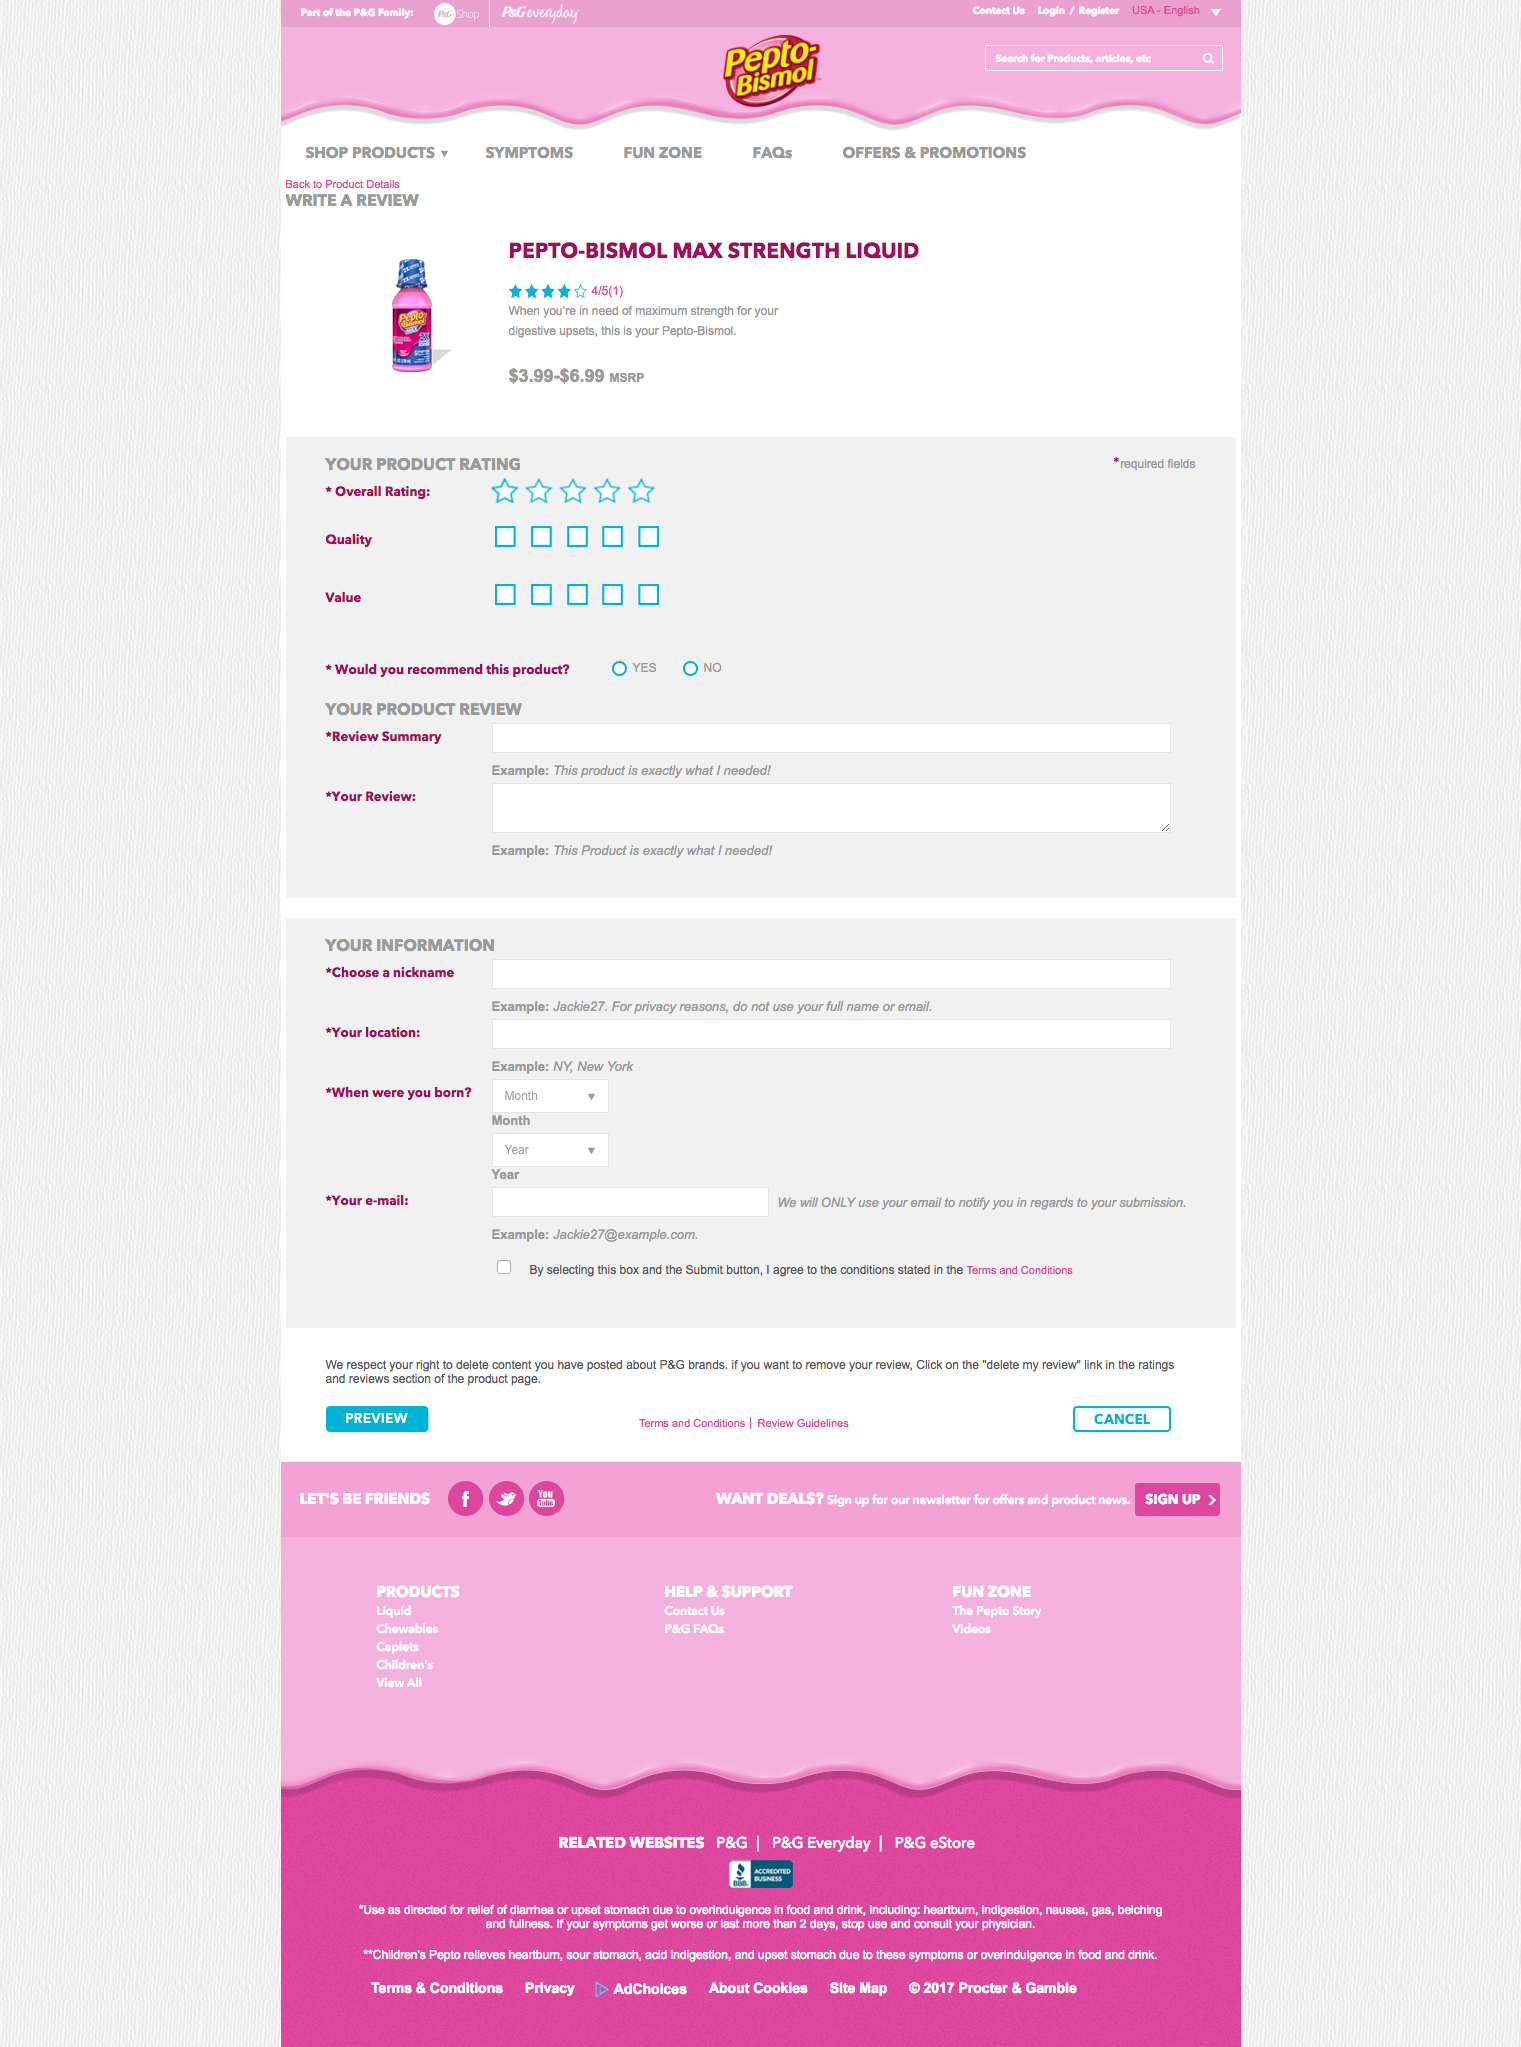 Part of the P&G Family: P&G Shop P&G everyday Contact Us Login / Register USA - English
Pepto-
Bismol
Search for Products, articles, etc
SHOP PRODUCTS ▼ SYMPTOMS FUN ZONE FAQs OFFERS & PROMOTIONS
Back to Product Details
WRITE A REVIEW
PEPTO-BISMOL MAX STRENGTH LIQUID
4/5(1)
When you're in need of maximum strength for your
digestive upsets, this is your Pepto-Bismol.
Pepto-
Bismol
MAX
$3.99-$6.99 MSRP
YOUR PRODUCT RATING
*required fields
* Overall Rating:
Quality
Value
* Would you recommend this product? YES NO
YOUR PRODUCT REVIEW
*Review Summary
Example: This product is exactly what I needed!
*Your Review:
Example: This Product is exactly what I needed!
YOUR INFORMATION
*Choose a nickname
Example: Jackie27. For privacy reasons, do not use your full name or email.
*Your location:
Example: NY, New York
*When were you born? Month ▼
Month
Year ▼
Year
*Your e-mail: We will ONLY use your email to notify you in regards to your submission.
Example: Jackie27@example.com.
By selecting this box and the Submit button, I agree to the conditions stated in the Terms and Conditions
We respect your right to delete content you have posted about P&G brands. if you want to remove your review, Click on the "delete my review" link in the ratings
and reviews section of the product page.
PREVIEW Terms and Conditions | Review Guidelines CANCEL
LET'S BE FRIENDS f You Tube WANT DEALS? Sign up for our newsletter for offers and product news. SIGN UP >
PRODUCTS HELP & SUPPORT FUN ZONE
Liquid Contact Us The Pepto Story
Chewables P&G FAQs Videos
Caplets
Children's
View All
RELATED WEBSITES P&G | P&G Everyday | P&G eStore
BBB. ACCREDITED BUSINESS
*Use as directed for relief of diarrhea or upset stomach due to overindulgence in food and drink, including: heartburn, indigestion, nausea, gas, belching
and fullness. If your symptoms get worse or last more than 2 days, stop use and consult your physician.
**Children's Pepto relieves heartburn, sour stomach, acid indigestion, and upset stomach due to these symptoms or overindulgence in food and drink.
Terms & Conditions Privacy AdChoices About Cookies Site Map © 2017 Procter & Gamble